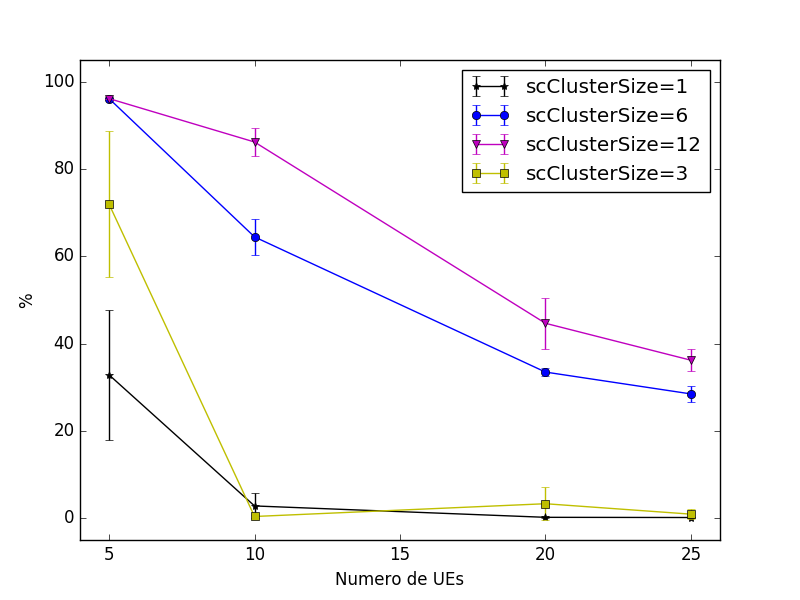 scClusterSize=1
scClusterSize=6
scClusterSize=12
scClusterSize=3
100
80
60
40
20
0
%
5 10 15 20 25
Numero de UEs